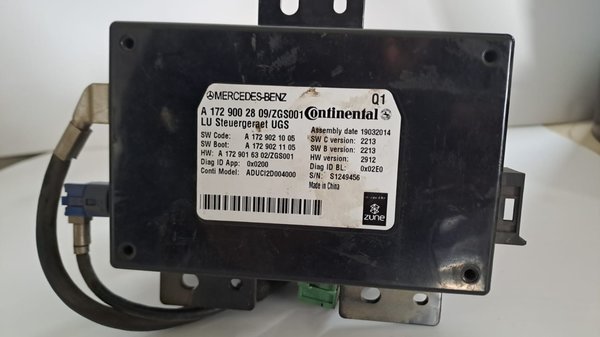 MERCEDES-BENZ Q1
A 172 900 28 09/ZGS001 Continental
LU Steuergeraet UGS
Assembly date 19032014
SW Code: A 172 902 10 05 SW C version: 2213
SW Boot: A 172 902 11 05 SW B version: 2213
HW: A 172 901 63 02/ZGS001 HW version: 2912
Diag ID App: 0x0200 Diag ID BL: 0x02E0
Conti Model: ADUCI2D004000 S/N: S1249456
Made in China
zune